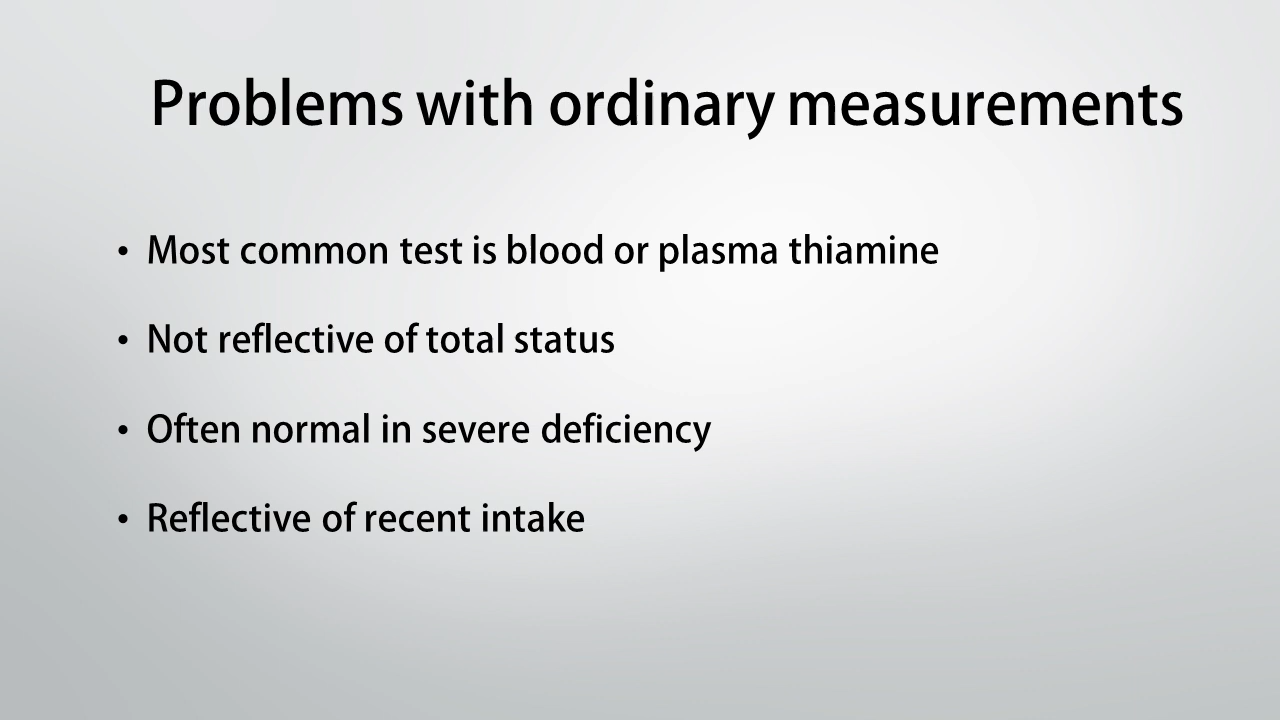 Problems with ordinary measurements
• Most common test is blood or plasma thiamine
• Not reflective of total status
• Often normal in severe deficiency
• Reflective of recent intake